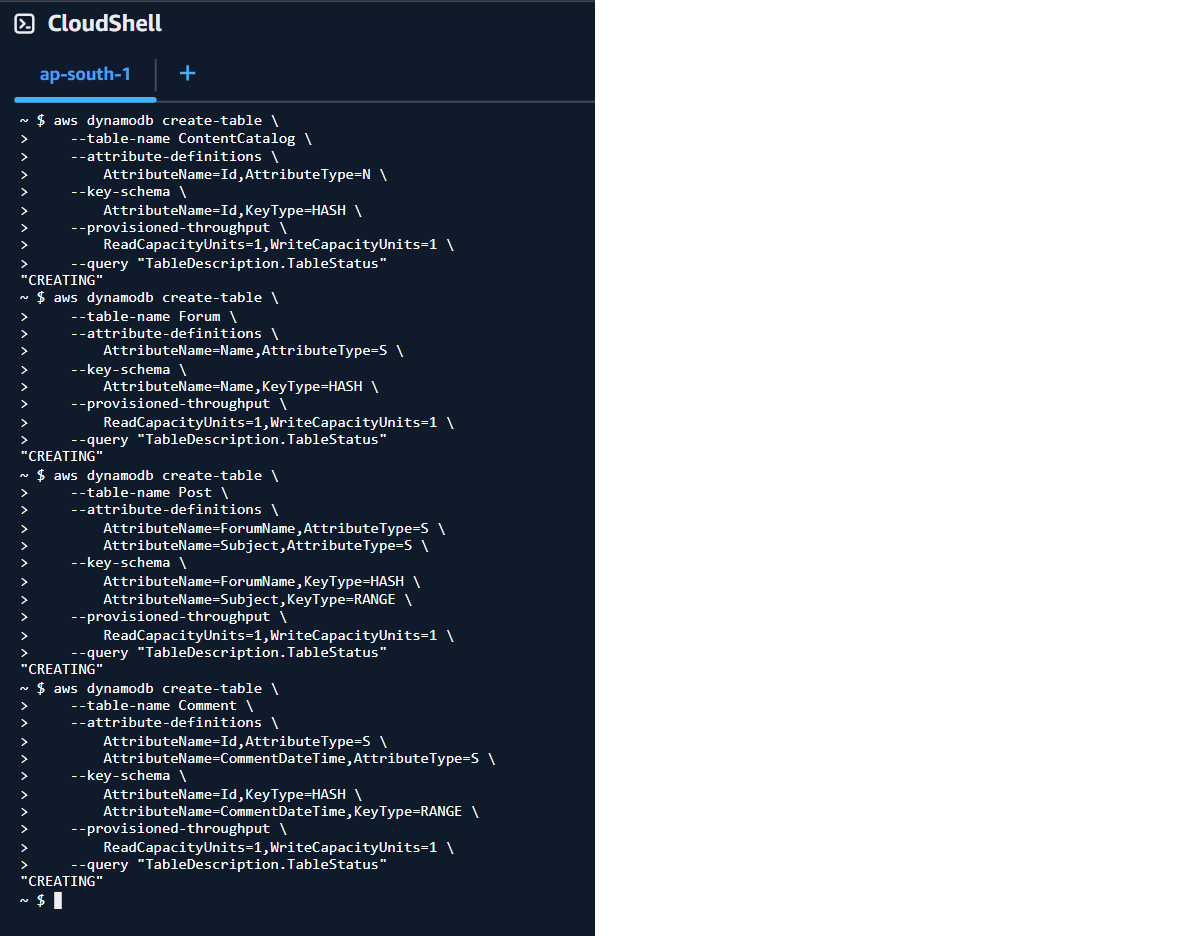 CloudShell
ap-south-1 +
~ $ aws dynamodb create-table \
>     --table-name ContentCatalog \
>     --attribute-definitions \
>         AttributeName=Id,AttributeType=N \
>     --key-schema \
>         AttributeName=Id,KeyType=HASH \
>     --provisioned-throughput \
>         ReadCapacityUnits=1,WriteCapacityUnits=1 \
>     --query "TableDescription.TableStatus"
"CREATING"
~ $ aws dynamodb create-table \
>     --table-name Forum \
>     --attribute-definitions \
>         AttributeName=Name,AttributeType=S \
>     --key-schema \
>         AttributeName=Name,KeyType=HASH \
>     --provisioned-throughput \
>         ReadCapacityUnits=1,WriteCapacityUnits=1 \
>     --query "TableDescription.TableStatus"
"CREATING"
~ $ aws dynamodb create-table \
>     --table-name Post \
>     --attribute-definitions \
>         AttributeName=ForumName,AttributeType=S \
>         AttributeName=Subject,AttributeType=S \
>     --key-schema \
>         AttributeName=ForumName,KeyType=HASH \
>         AttributeName=Subject,KeyType=RANGE \
>     --provisioned-throughput \
>         ReadCapacityUnits=1,WriteCapacityUnits=1 \
>     --query "TableDescription.TableStatus"
"CREATING"
~ $ aws dynamodb create-table \
>     --table-name Comment \
>     --attribute-definitions \
>         AttributeName=Id,AttributeType=S \
>         AttributeName=CommentDateTime,AttributeType=S \
>     --key-schema \
>         AttributeName=Id,KeyType=HASH \
>         AttributeName=CommentDateTime,KeyType=RANGE \
>     --provisioned-throughput \
>         ReadCapacityUnits=1,WriteCapacityUnits=1 \
>     --query "TableDescription.TableStatus"
"CREATING"
~ $